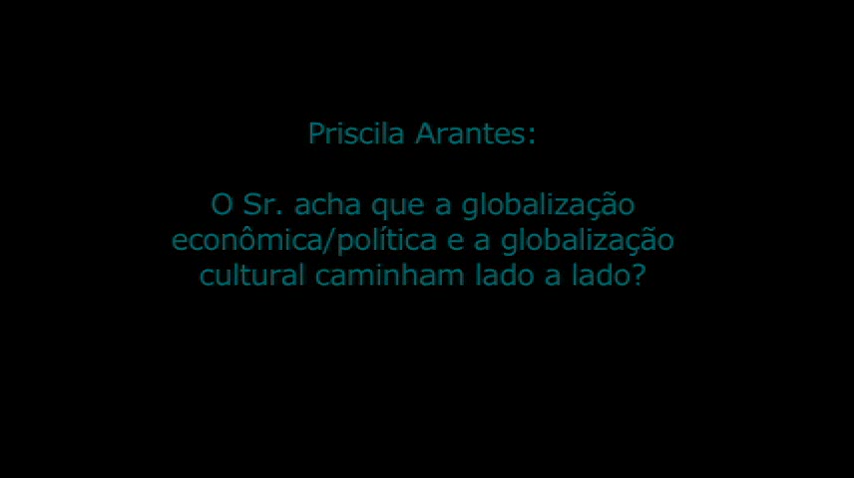 Priscila Arantes:
O Sr. acha que a globalização
econômica/política e a globalização
cultural caminham lado a lado?